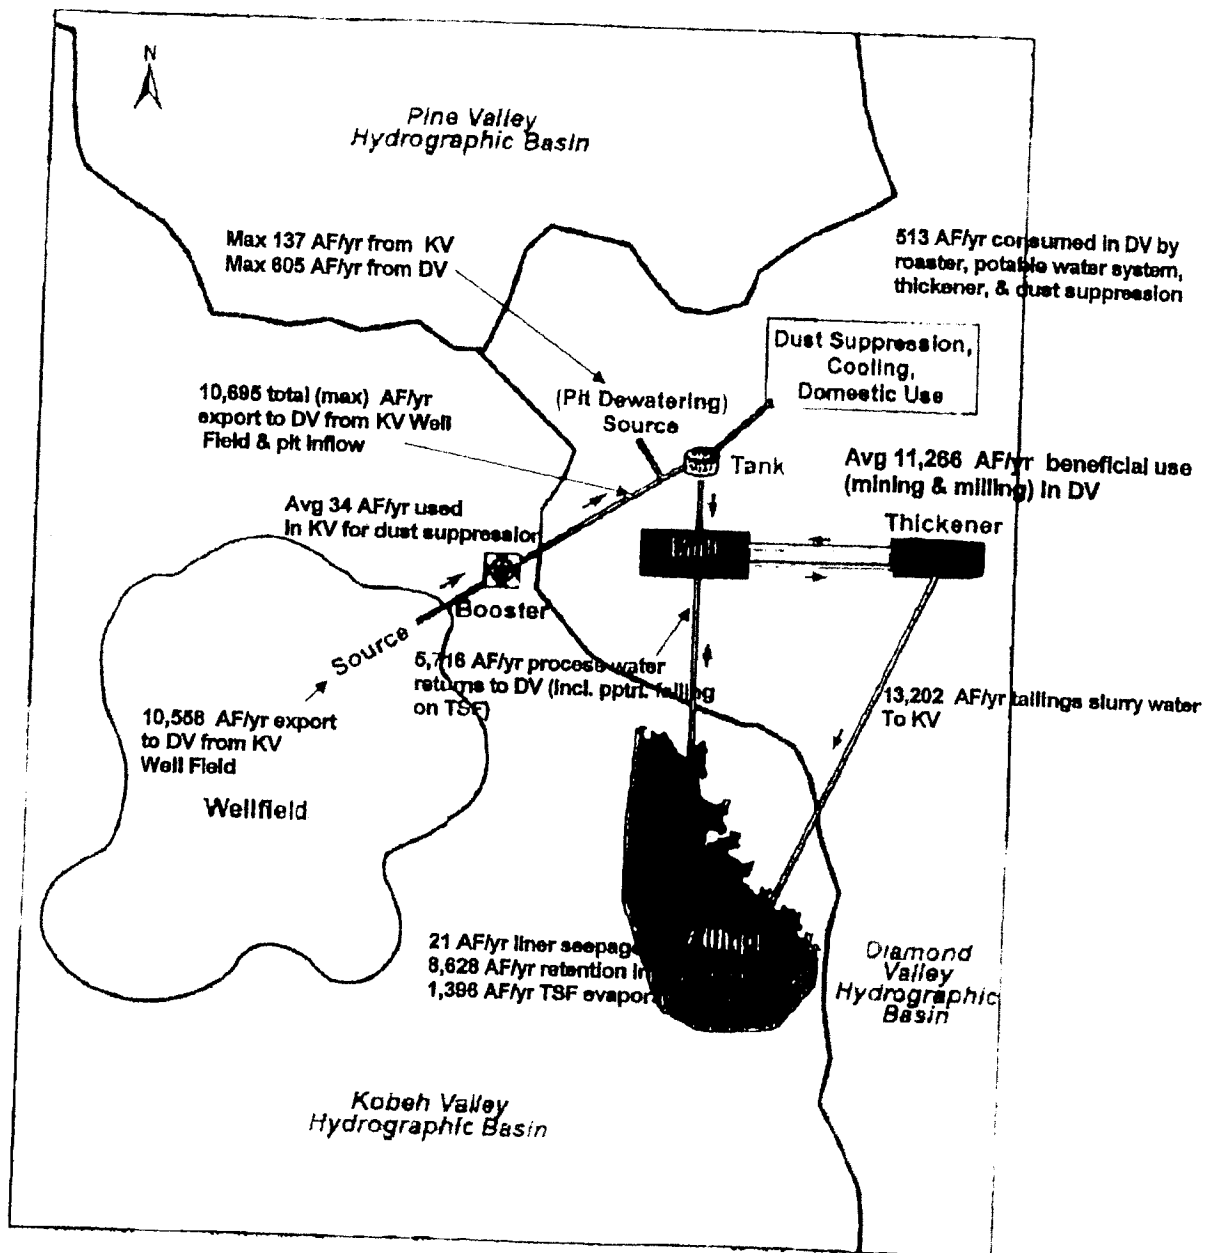 N
Pine Valley
Hydrographic Basin
Max 137 AF/yr from KV
Max 605 AF/yr from DV
513 AF/yr consumed in DV by
roaster, potable water system,
thickener, & dust suppression
Dust Suppression,
Cooling,
Domestic Use
10,695 total (max) AF/yr
export to DV from KV Well
Field & pit inflow
(Pit Dewatering)
Source
Tank
Avg 11,266 AF/yr beneficial use
(mining & milling) in DV
Avg 34 AF/yr used
in KV for dust suppression
Thickener
Booster
Source
5,716 AF/yr process water
returns to DV (incl. pptn. falling
on TSF)
13,202 AF/yr tailings slurry water
To KV
10,558 AF/yr export
to DV from KV
Well Field
Wellfield
21 AF/yr liner seepage
8,628 AF/yr retention in
1,396 AF/yr TSF evapor
Diamond
Valley
Hydrographic
Basin
Kobeh Valley
Hydrographic Basin